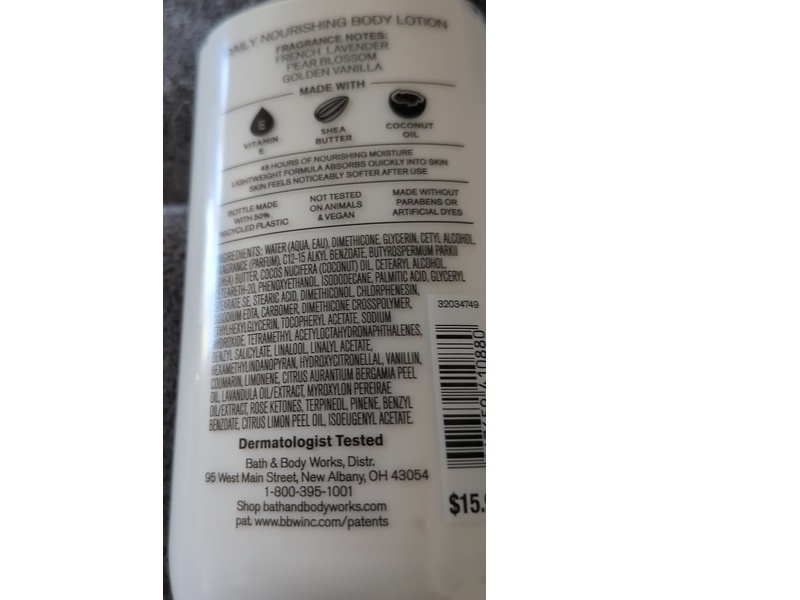 DAILY NOURISHING BODY LOTION
FRAGRANCE NOTES:
FRENCH LAVENDER
PEAR BLOSSOM
GOLDEN VANILLA
MADE WITH
E
VITAMIN
E
SHEA
BUTTER
COCONUT
OIL
48 HOURS OF NOURISHING MOISTURE
LIGHTWEIGHT FORMULA ABSORBS QUICKLY INTO SKIN
SKIN FEELS NOTICEABLY SOFTER AFTER USE
BOTTLE MADE
WITH 50%
RECYCLED PLASTIC
NOT TESTED
ON ANIMALS
& VEGAN
MADE WITHOUT
PARABENS OR
ARTIFICIAL DYES
INGREDIENTS: WATER (AQUA, EAU), DIMETHICONE, GLYCERIN, CETYL ALCOHOL,
FRAGRANCE (PARFUM), C12-15 ALKYL BENZOATE, BUTYROSPERMUM PARKII
(SHEA) BUTTER, COCOS NUCIFERA (COCONUT) OIL, CETEARYL ALCOHOL,
CETEARETH-20, PHENOXYETHANOL, ISODODECANE, PALMITIC ACID, GLYCERYL
STEARATE SE, STEARIC ACID, DIMETHICONOL, CHLORPHENESIN,
DISODIUM EDTA, CARBOMER, DIMETHICONE CROSSPOLYMER,
ETHYLHEXYLGLYCERIN, TOCOPHERYL ACETATE, SODIUM
HYDROXIDE, TETRAMETHYL ACETYLOCTAHYDRONAPHTHALENES,
BENZYL SALICYLATE, LINALOOL, LINALYL ACETATE,
HEXAMETHYLINDANOPYRAN, HYDROXYCITRONELLAL, VANILLIN,
COUMARIN, LIMONENE, CITRUS AURANTIUM BERGAMIA PEEL
OIL, LAVANDULA OIL/EXTRACT, MYROXYLON PEREIRAE
OIL/EXTRACT, ROSE KETONES, TERPINEOL, PINENE, BENZYL
BENZOATE, CITRUS LIMON PEEL OIL, ISOEUGENYL ACETATE.
Dermatologist Tested
Bath & Body Works, Distr.
95 West Main Street, New Albany, OH 43054
1-800-395-1001
Shop bathandbodyworks.com
pat. www.bbwinc.com/patents
32034749
410880
$15.